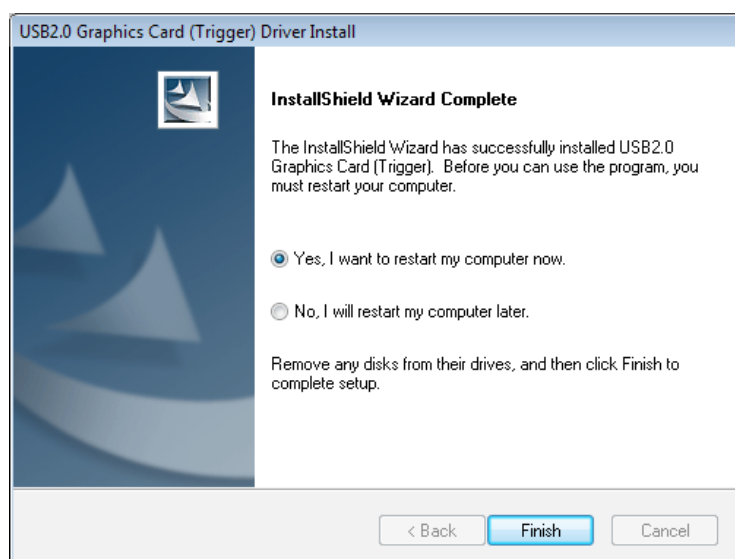 USB2.0 Graphics Card (Trigger) Driver Install
InstallShield Wizard Complete
The InstallShield Wizard has successfully installed USB2.0
Graphics Card (Trigger).  Before you can use the program, you
must restart your computer.
Yes, I want to restart my computer now.
No, I will restart my computer later.
Remove any disks from their drives, and then click Finish to
complete setup.
< Back
Finish
Cancel